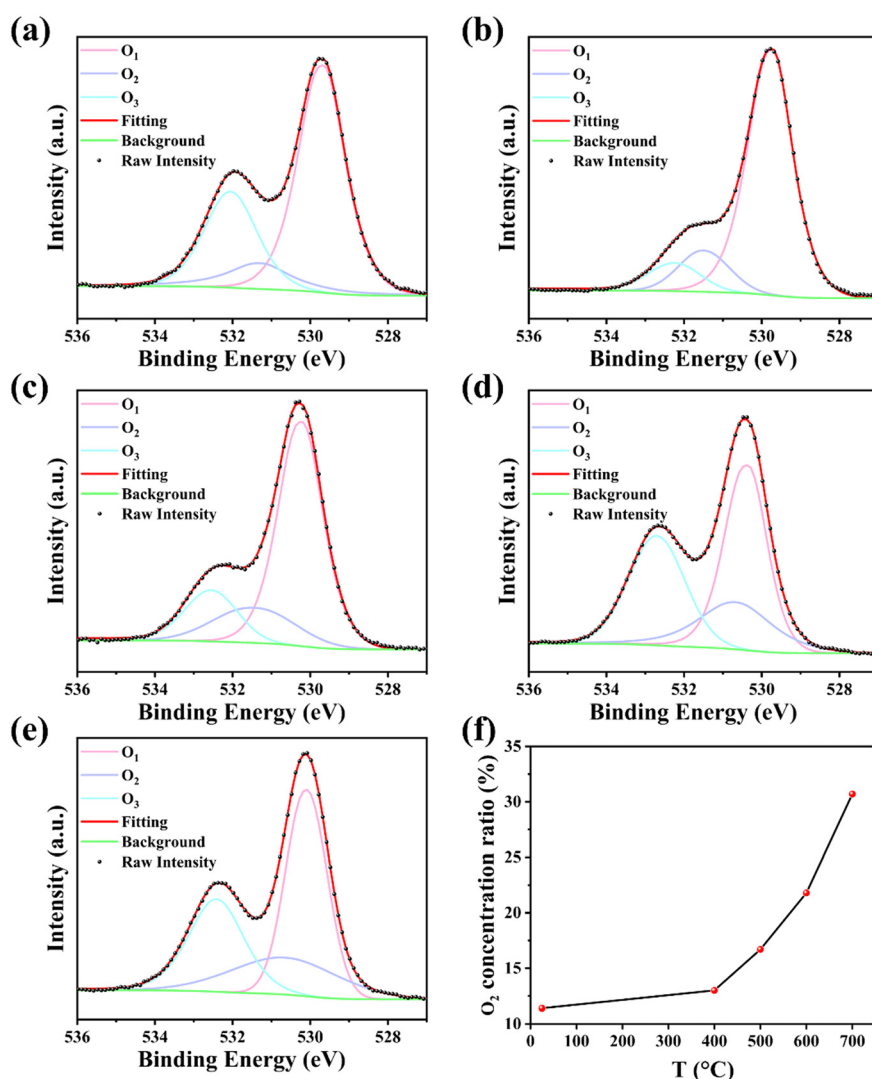 (a)
O₁
O₂
O₃
Fitting
Background
Raw Intensity
Intensity (a.u.)
536 534 532 530 528
Binding Energy (eV)
(b)
O₁
O₂
O₃
Fitting
Background
Raw Intensity
Intensity (a.u.)
536 534 532 530 528
Binding Energy (eV)
(c)
O₁
O₂
O₃
Fitting
Background
Raw Intensity
Intensity (a.u.)
536 534 532 530 528
Binding Energy (eV)
(d)
O₁
O₂
O₃
Fitting
Background
Raw Intensity
Intensity (a.u.)
536 534 532 530 528
Binding Energy (eV)
(e)
O₁
O₂
O₃
Fitting
Background
Raw Intensity
Intensity (a.u.)
536 534 532 530 528
Binding Energy (eV)
(f)
O₂ concentration ratio (%)
35
30
25
20
15
10
0 100 200 300 400 500 600 700
T (°C)